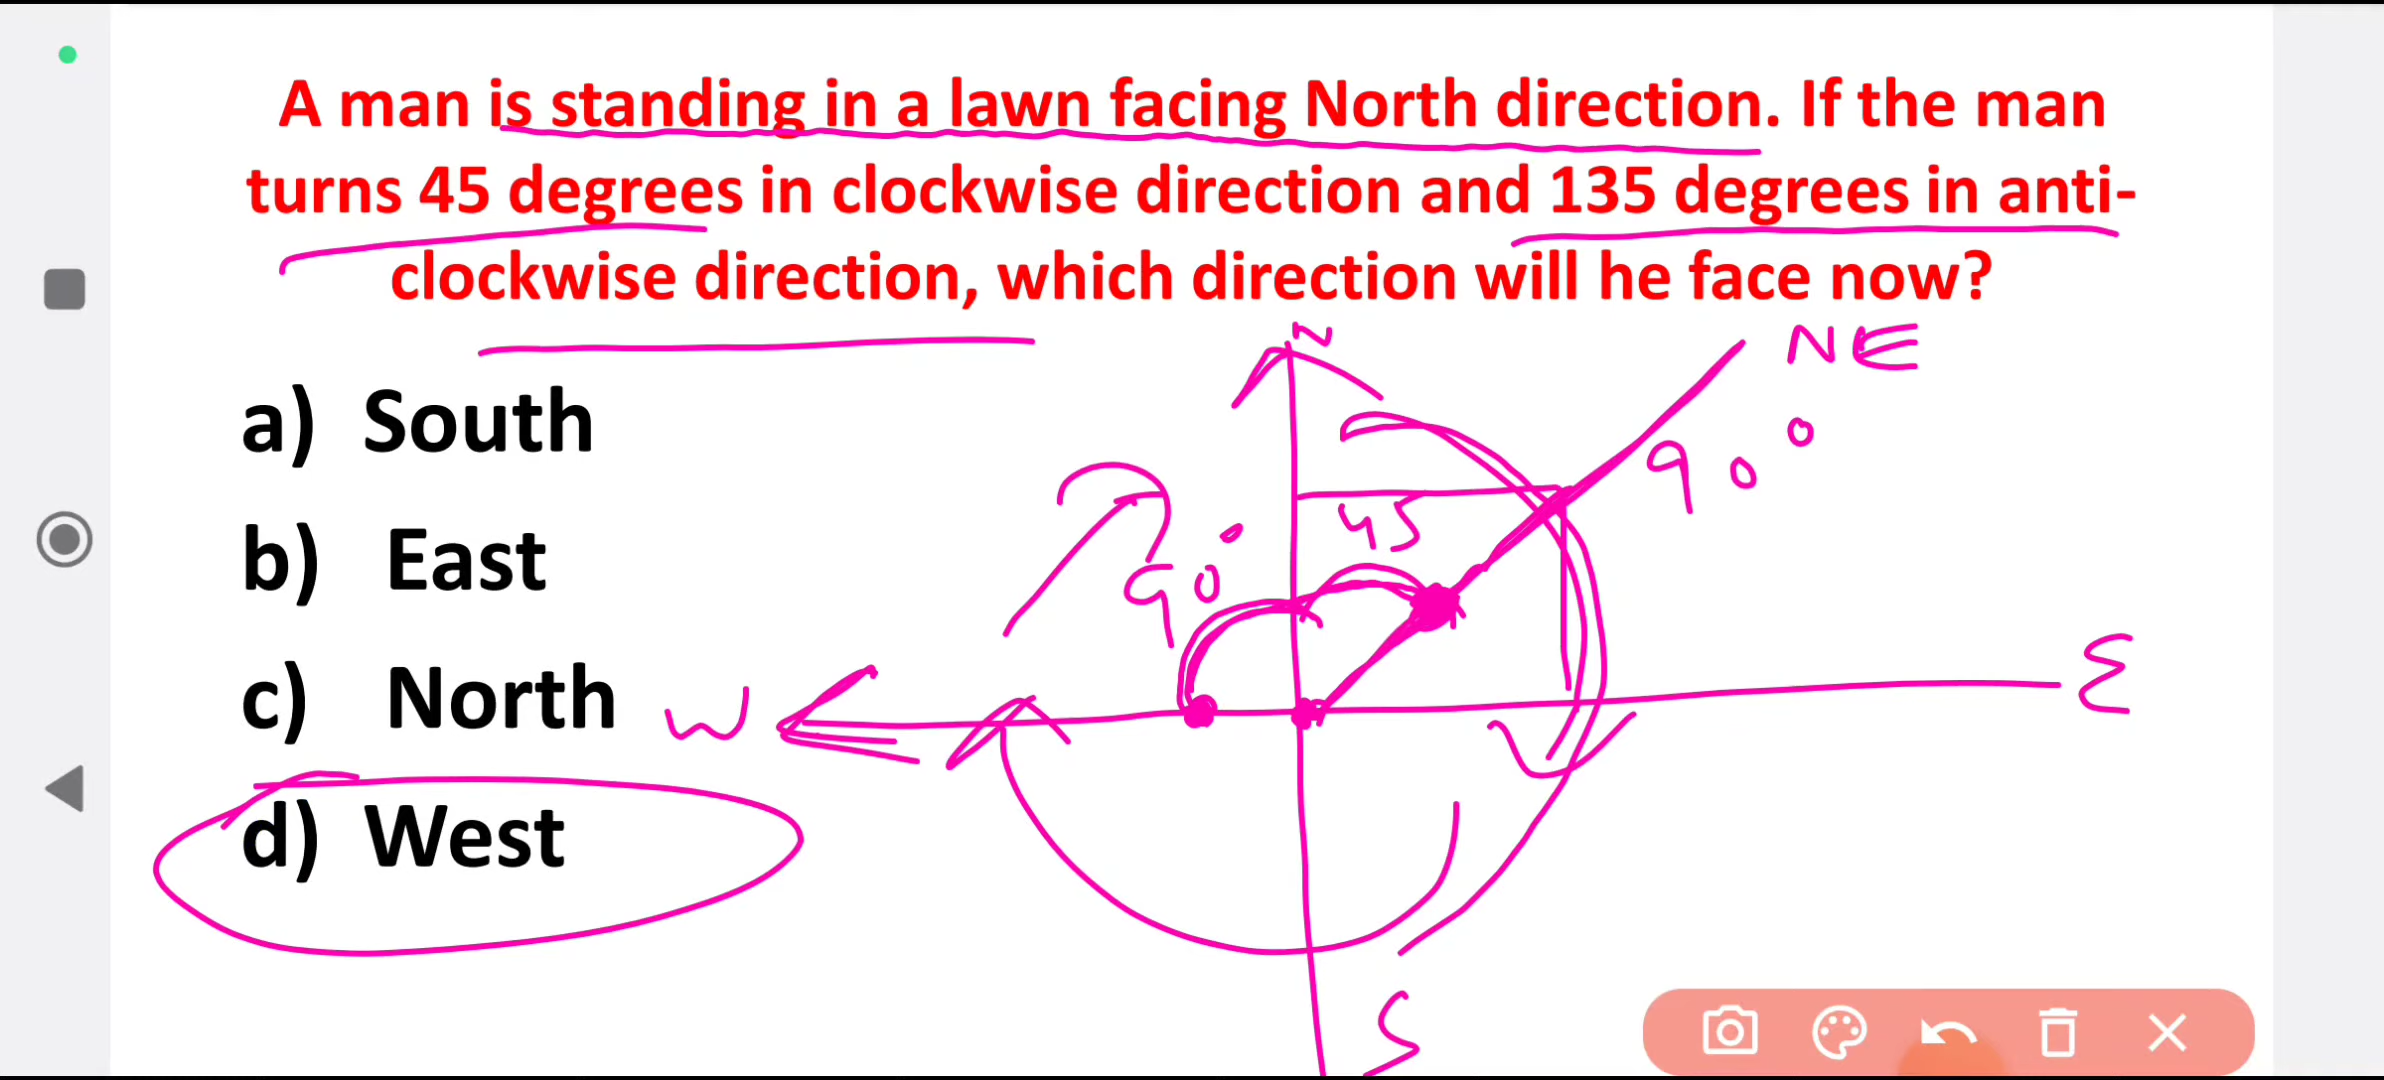 A man is standing in a lawn facing North direction. If the man
turns 45 degrees in clockwise direction and 135 degrees in anti-
clockwise direction, which direction will he face now?
N
NE
a) South
90°
45
b) East
90°
E
c) North
W
d) West
S